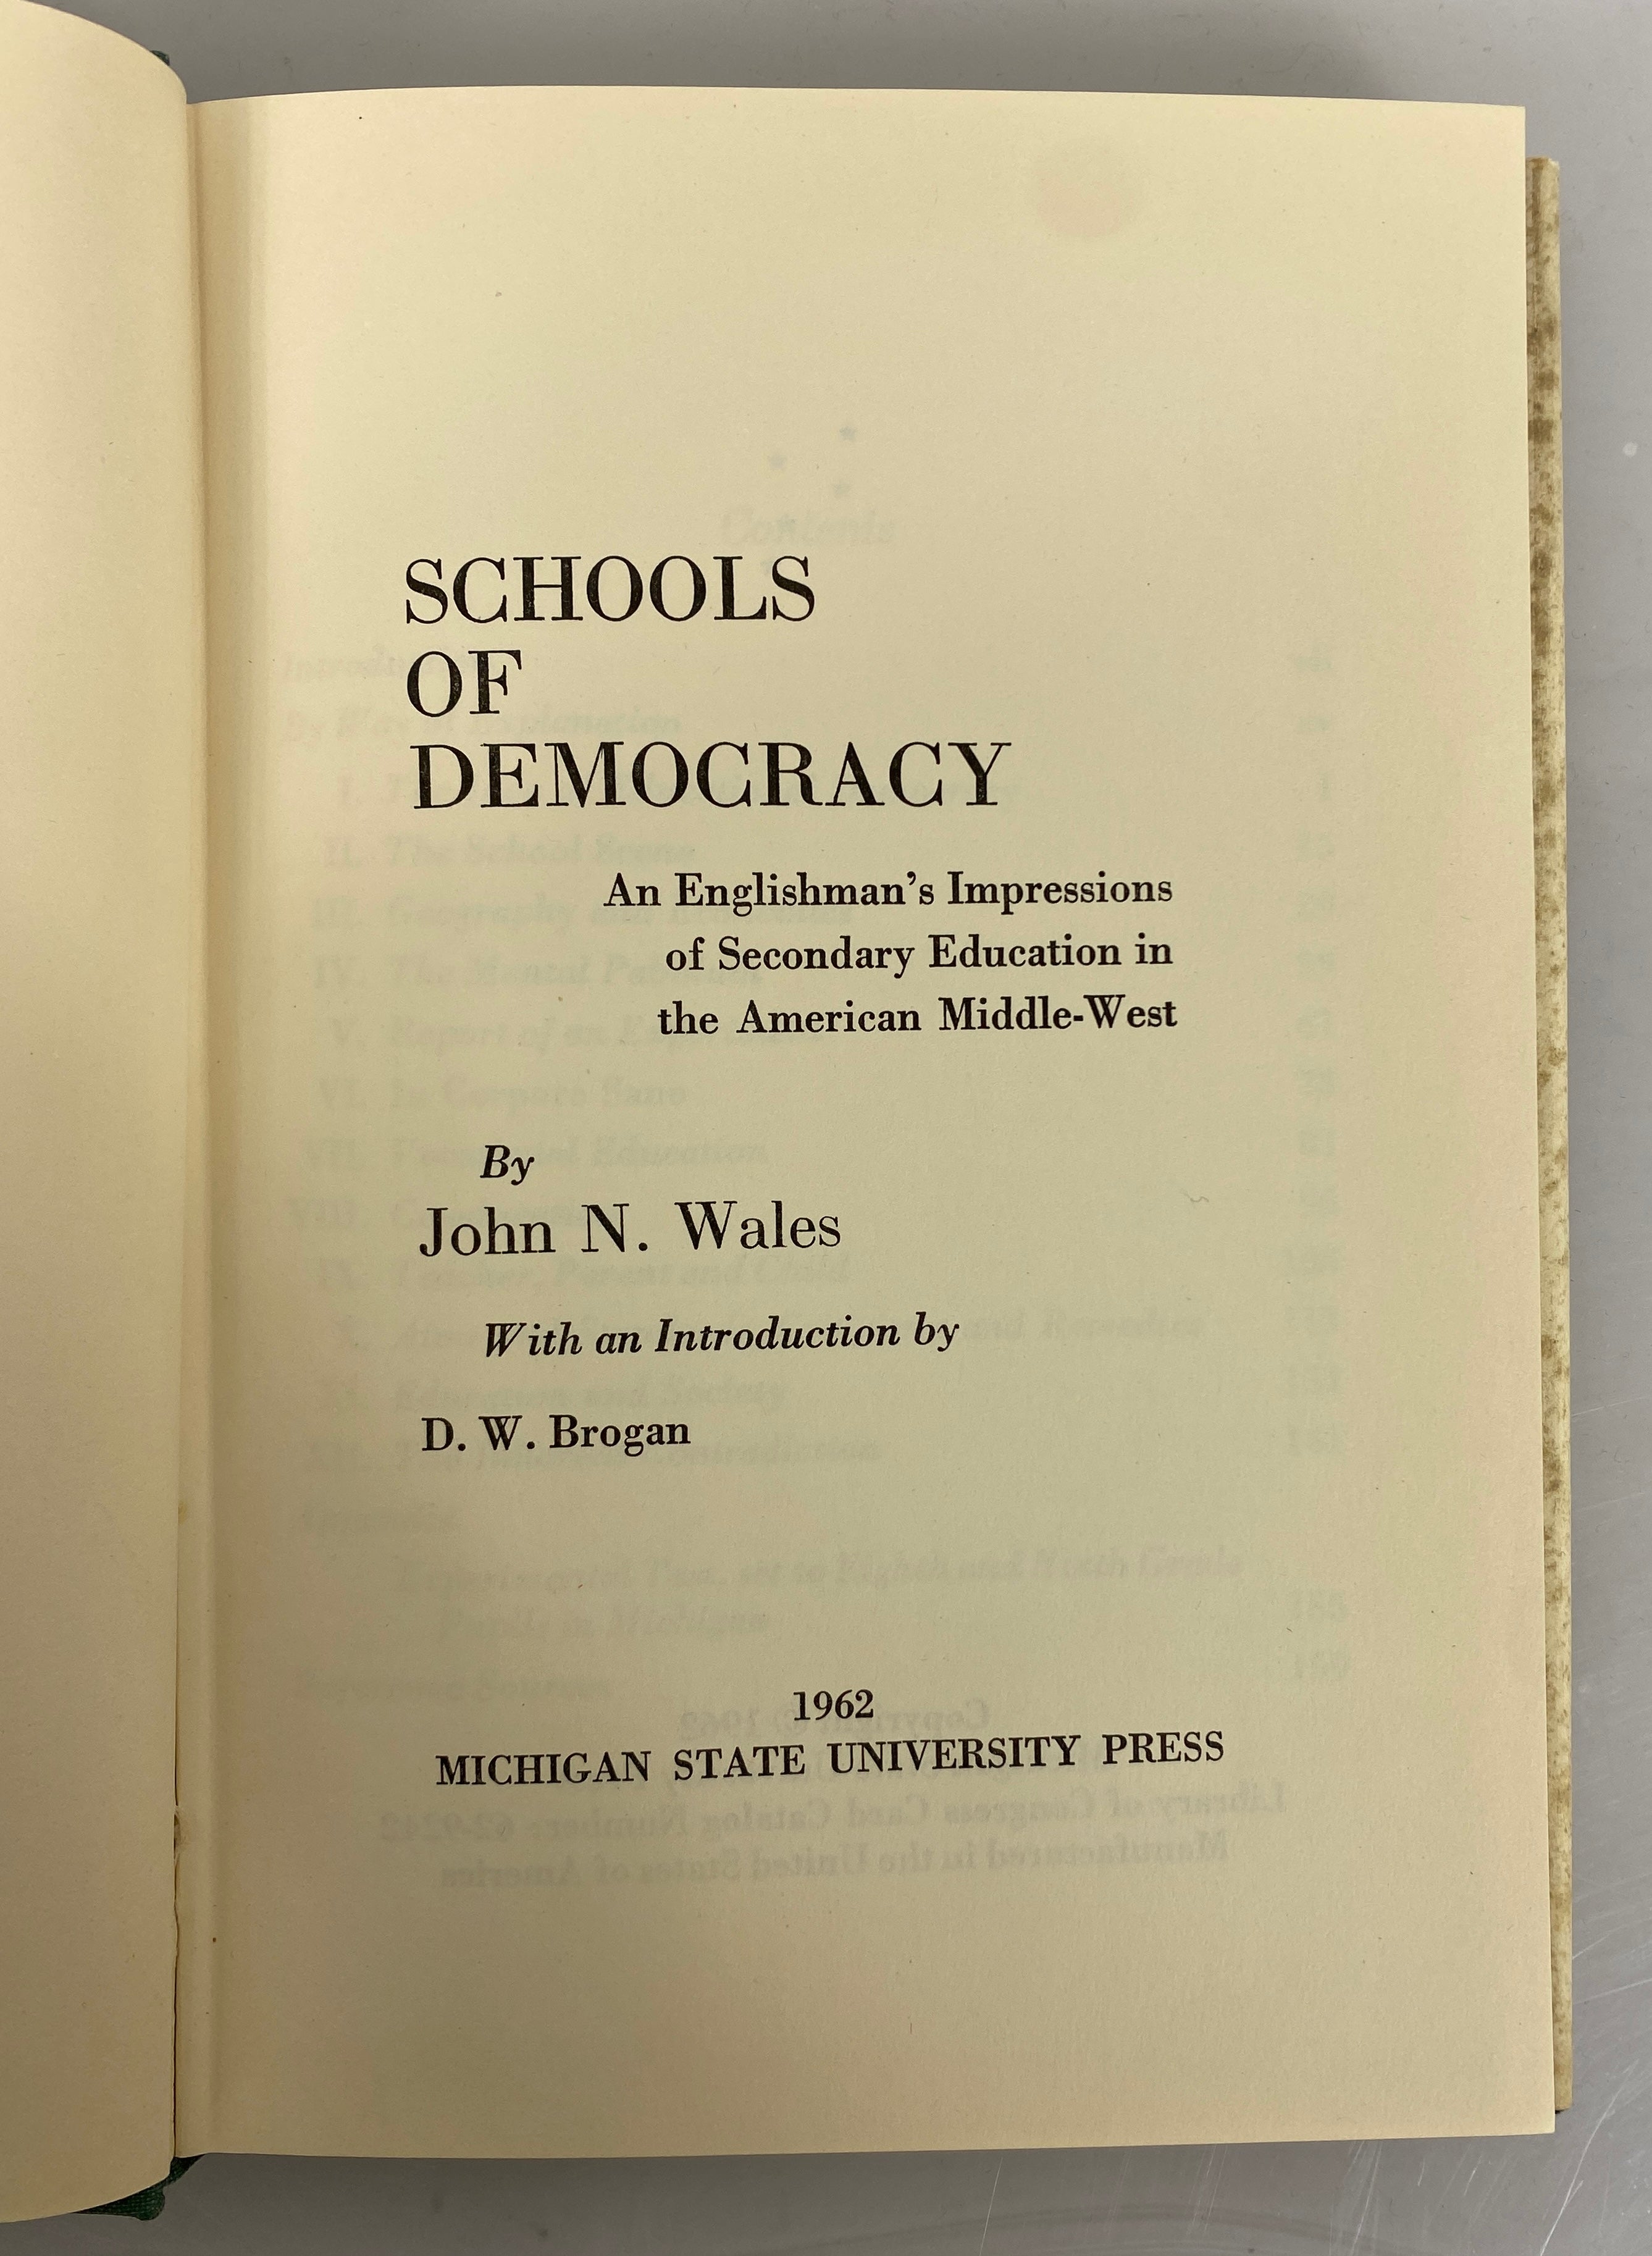 SCHOOLS
OF
DEMOCRACY
An Englishman's Impressions
of Secondary Education in
the American Middle-West
By
John N. Wales
With an Introduction by
D. W. Brogan
1962
MICHIGAN STATE UNIVERSITY PRESS